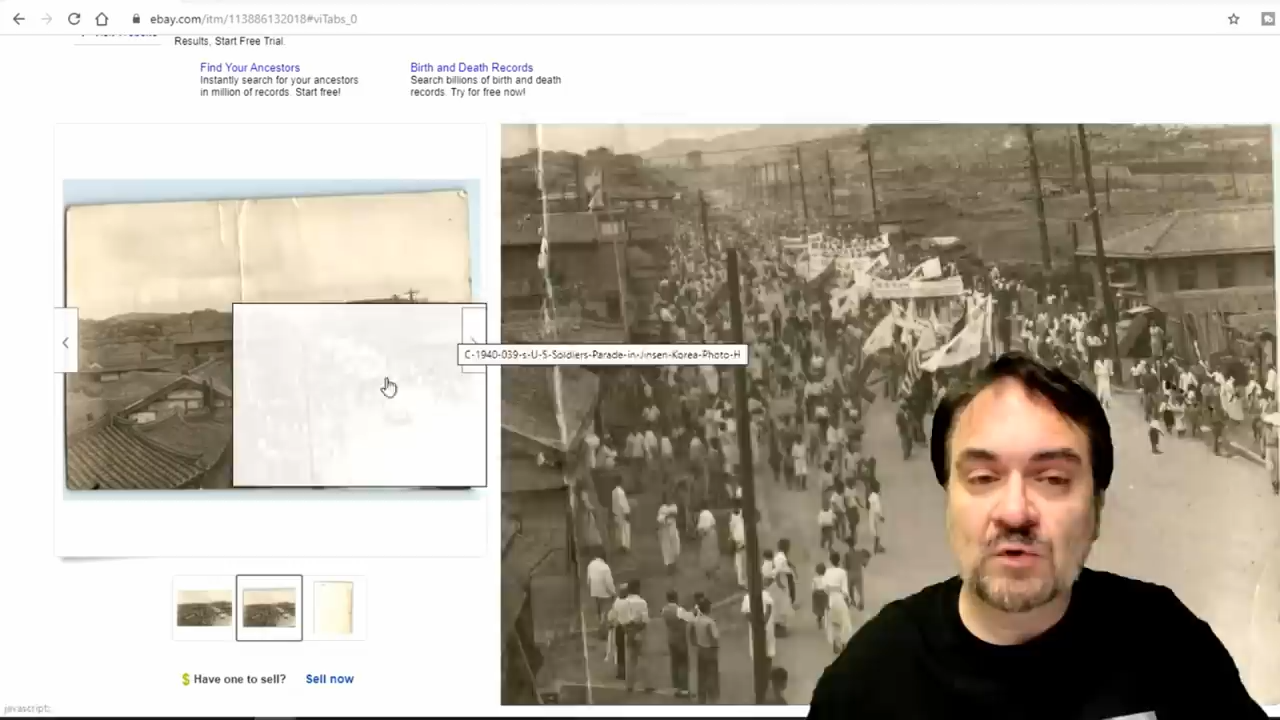 ebay.com/itm/113886132018#viTabs_0
Results, Start Free Trial.
Find Your Ancestors
Instantly search for your ancestors
in million of records. Start free!
Birth and Death Records
Search billions of birth and death
records. Try for free now!
C-1940-039-s-U-S-Soldiers-Parade-in-Jinsen-Korea-Photo-H
$ Have one to sell?
Sell now
javascript: